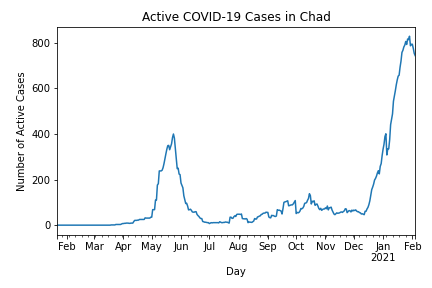 Active COVID-19 Cases in Chad
Number of Active Cases
800
600
400
200
0
Feb Mar Apr May Jun Jul Aug Sep Oct Nov Dec Jan Feb
2021
Day